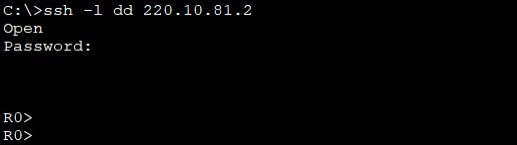 C:\>ssh -l dd 220.10.81.2
Open
Password:
R0>
R0>